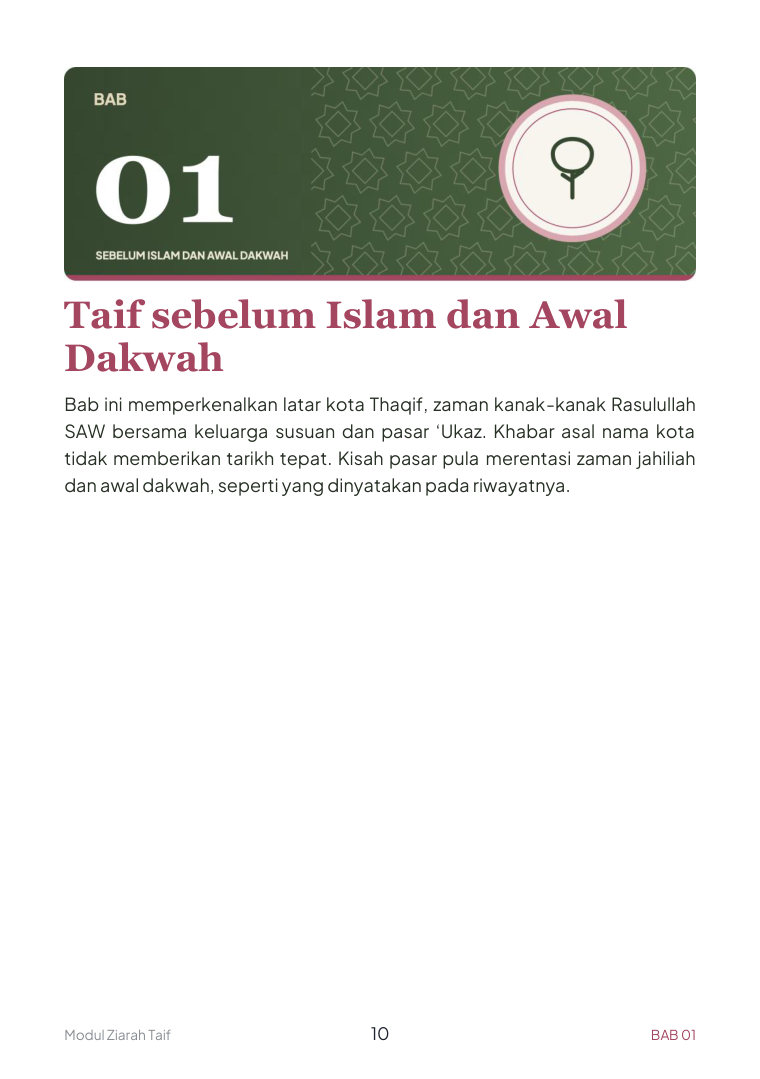 BAB
01
SEBELUM ISLAM DAN AWAL DAKWAH
Taif sebelum Islam dan Awal
Dakwah
Bab ini memperkenalkan latar kota Thaqif, zaman kanak-kanak Rasulullah
SAW bersama keluarga susuan dan pasar ‘Ukaz. Khabar asal nama kota
tidak memberikan tarikh tepat. Kisah pasar pula merentasi zaman jahiliah
dan awal dakwah, seperti yang dinyatakan pada riwayatnya.
Modul Ziarah Taif
10
BAB 01